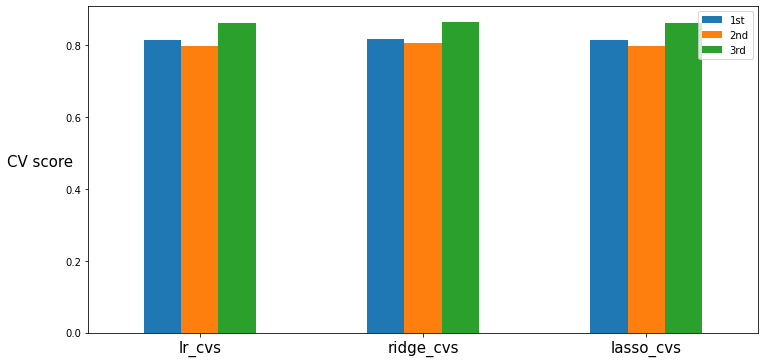 1st
2nd
3rd
0.8
0.6
CV score
0.4
0.2
0.0
lr_cvs
ridge_cvs
lasso_cvs